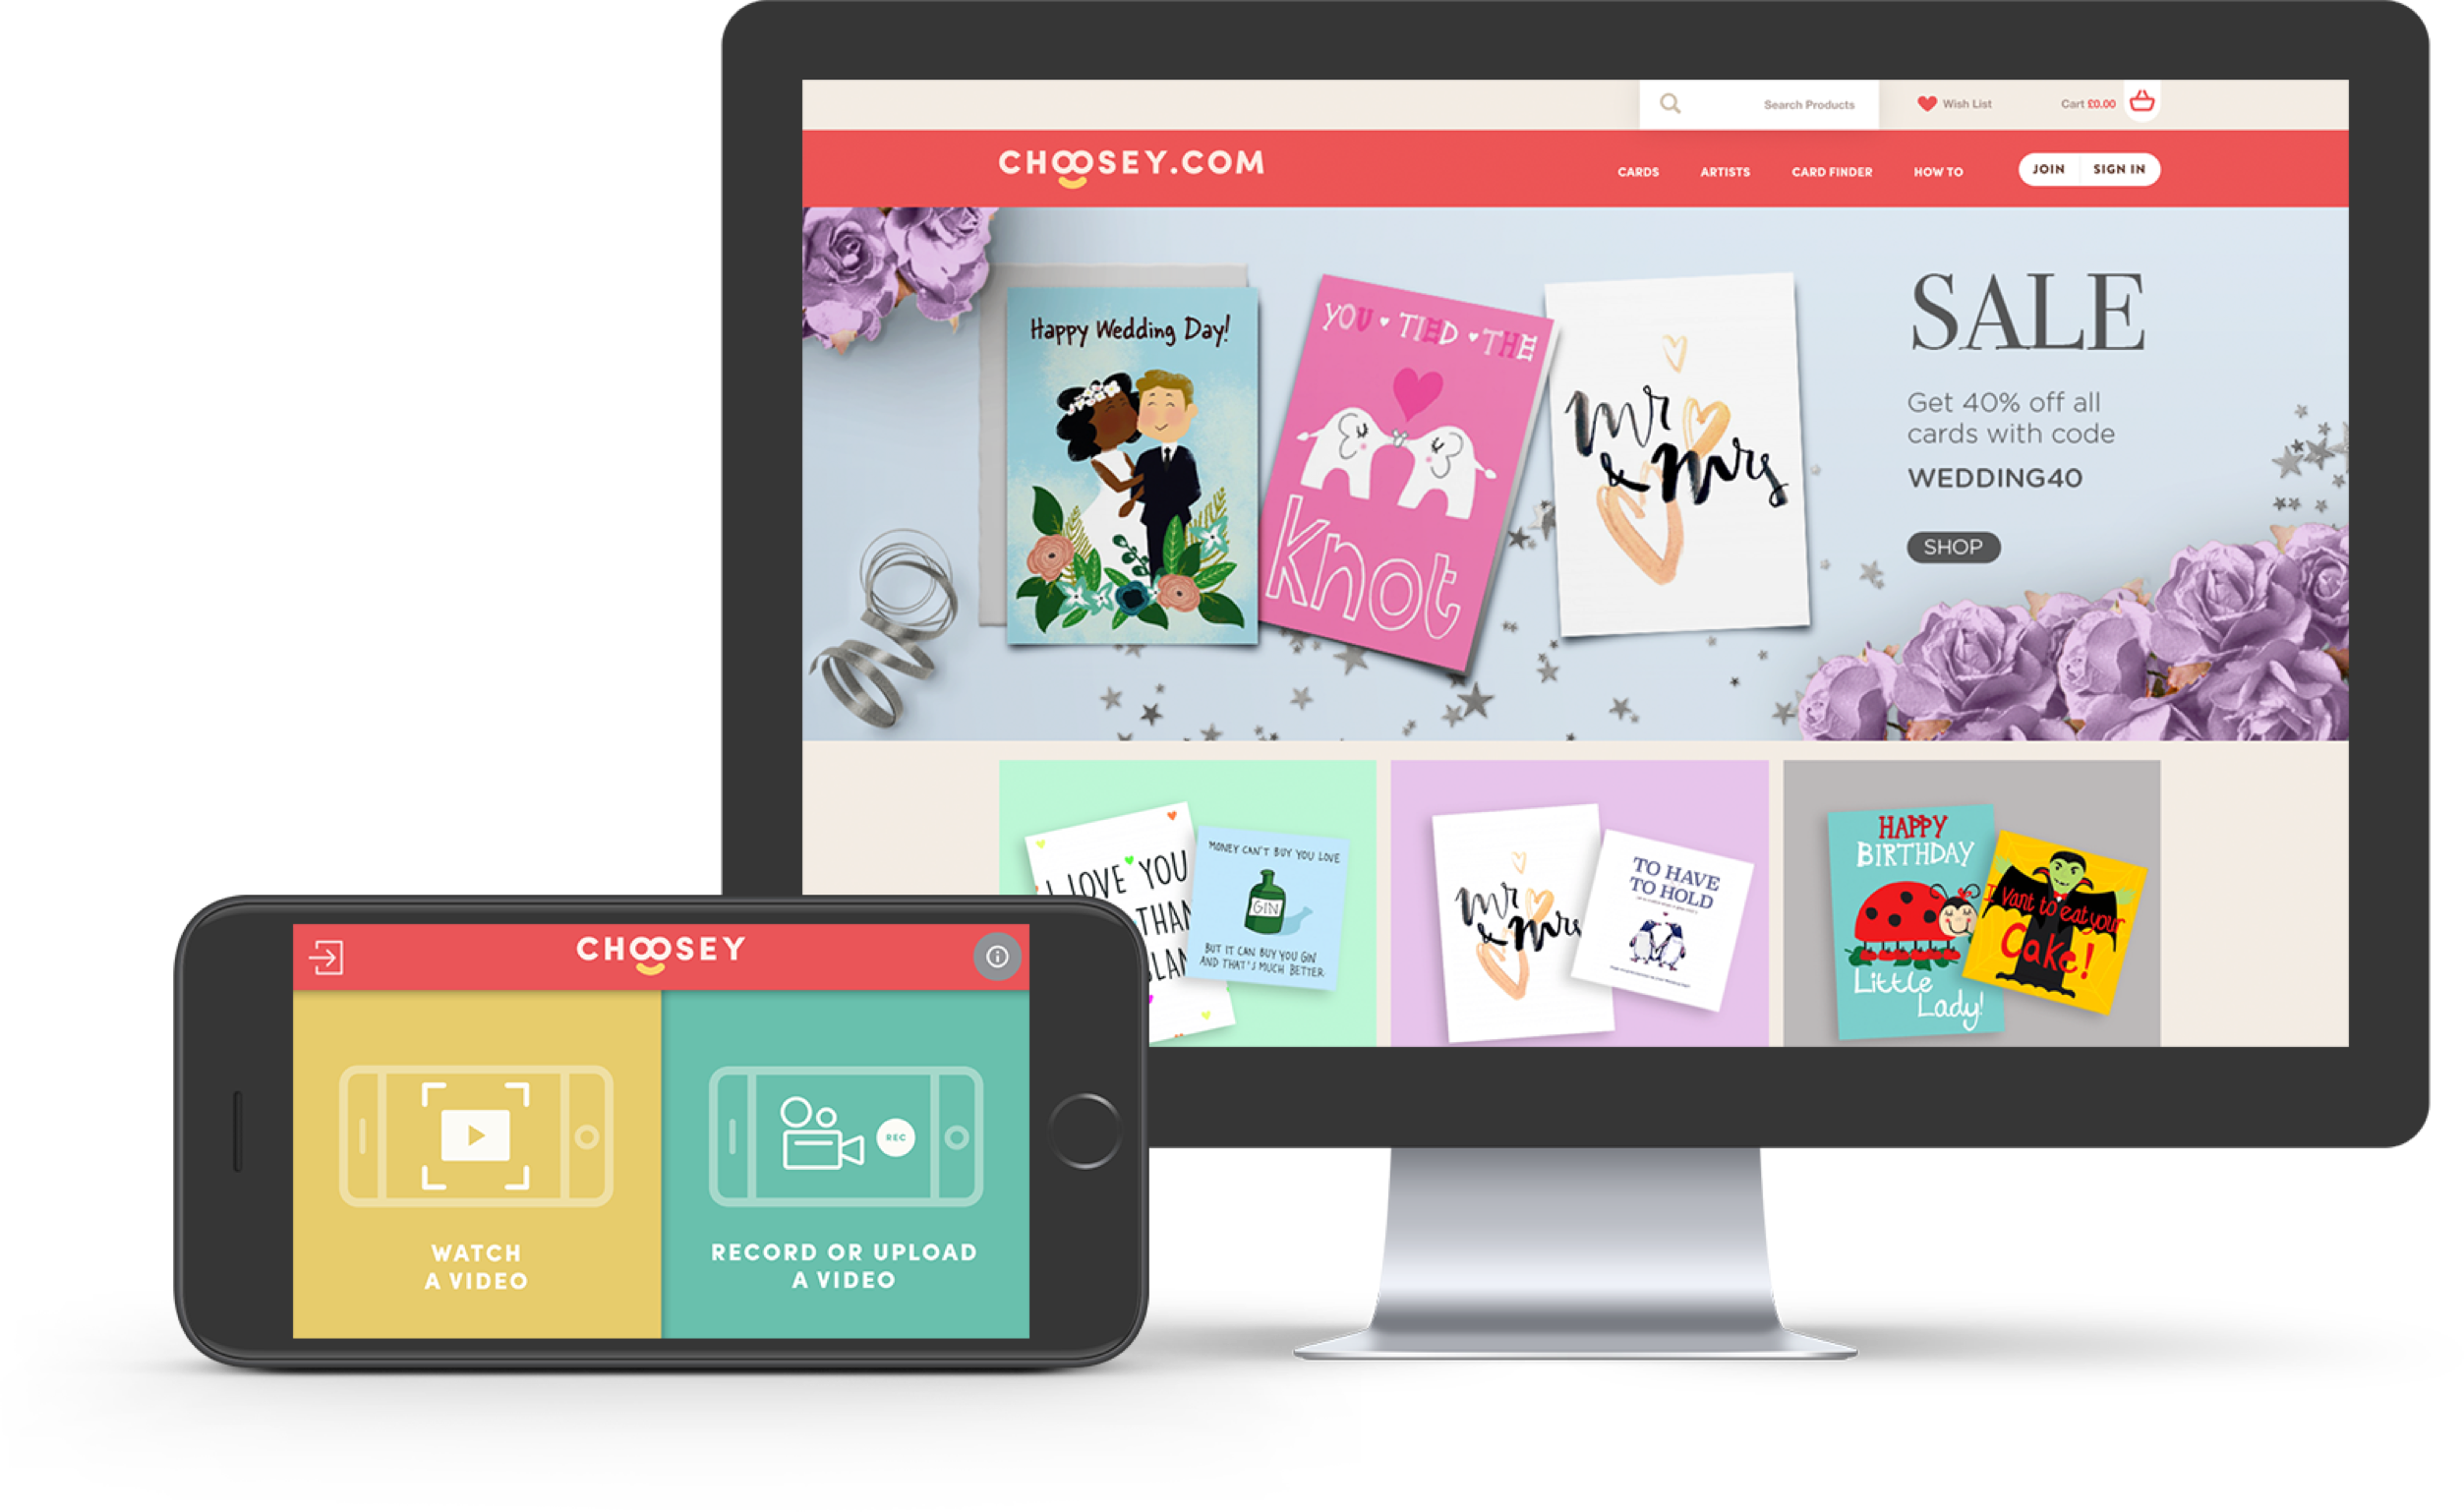 Search Products
Wish List
Cart £0.00
CHOOSEY.COM
CARDS
ARTISTS
CARD FINDER
HOW TO
JOIN
SIGN IN
Happy Wedding Day!
YOU TIED THE
knot
mr
& mrs
SALE
Get 40% off all
cards with code
WEDDING40
SHOP
I LOVE YOU
THAN
MONEY CAN'T BUY YOU LOVE
GIN
BUT IT CAN BUY YOU GIN
AND THAT'S MUCH BETTER.
mr
& mrs
TO HAVE
TO HOLD
HAPPY
BIRTHDAY
Little
Lady!
I vant to eat your
Cake!
CHOOSEY
WATCH
A VIDEO
REC
RECORD OR UPLOAD
A VIDEO